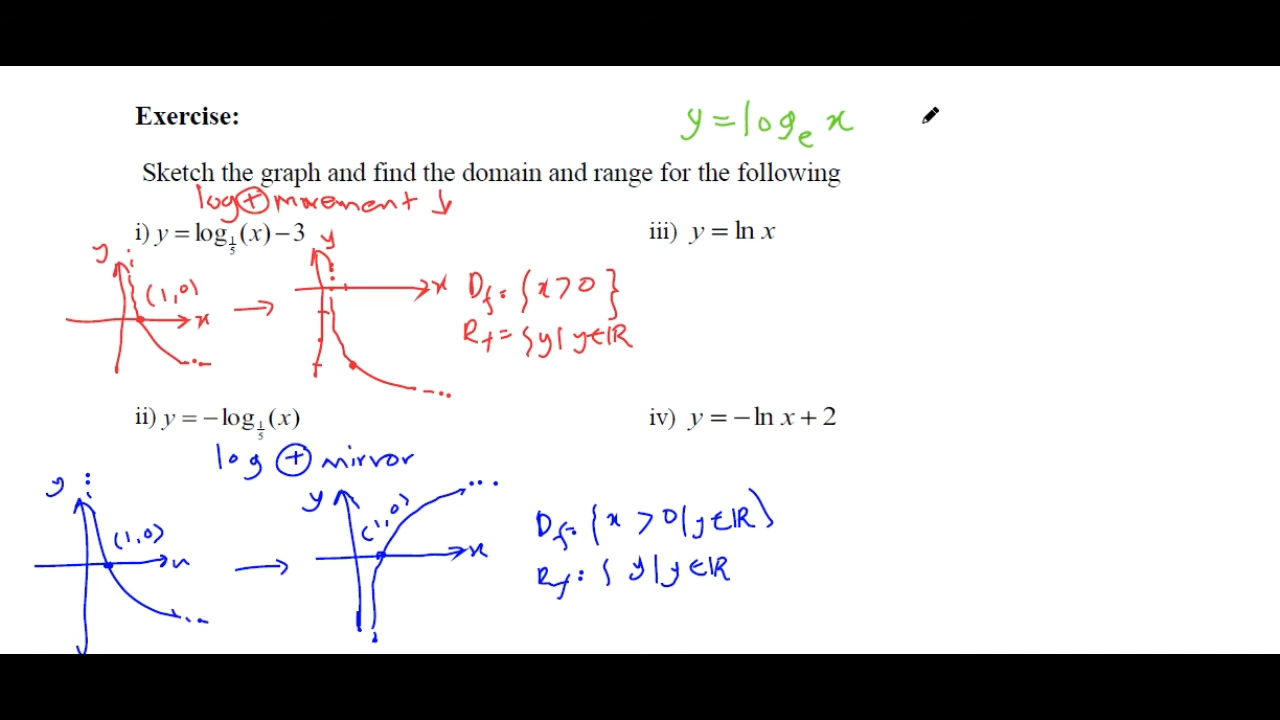 Exercise:
y = log_e x
Sketch the graph and find the domain and range for the following
log ⊕ movement ↓
i) y = log_{1/5}(x) − 3
iii) y = ln x
y
(1,0)
x
→
y
x
D_f = {x>0}
R_f = {y| y∈ℝ
ii) y = −log_{1/5}(x)
iv) y = −ln x + 2
log ⊕ mirror
y
(1,0)
x
→
y
(1,0)
x
D_f = {x > 0| y∈ℝ}
R_f : { y| y∈ℝ